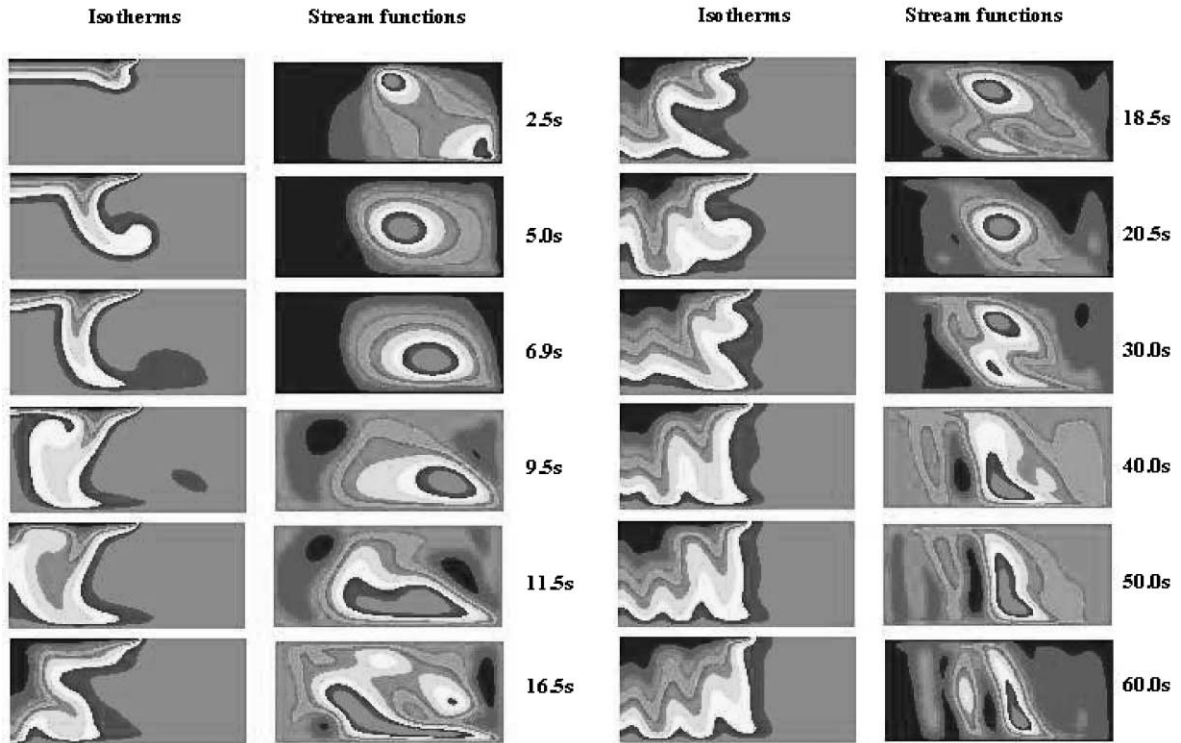 Isotherms Stream functions Isotherms Stream functions
2.5s 18.5s
5.0s 20.5s
6.9s 30.0s
9.5s 40.0s
11.5s 50.0s
16.5s 60.0s